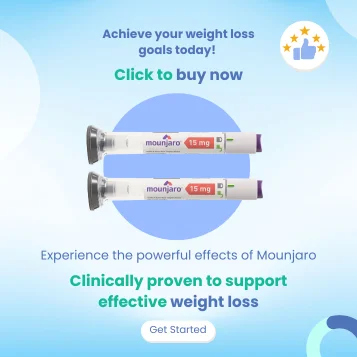 Achieve your weight loss
goals today!
Click to buy now
mounjaro
15 mg
mounjaro
15 mg
Experience the powerful effects of Mounjaro
Clinically proven to support
effective weight loss
Get Started